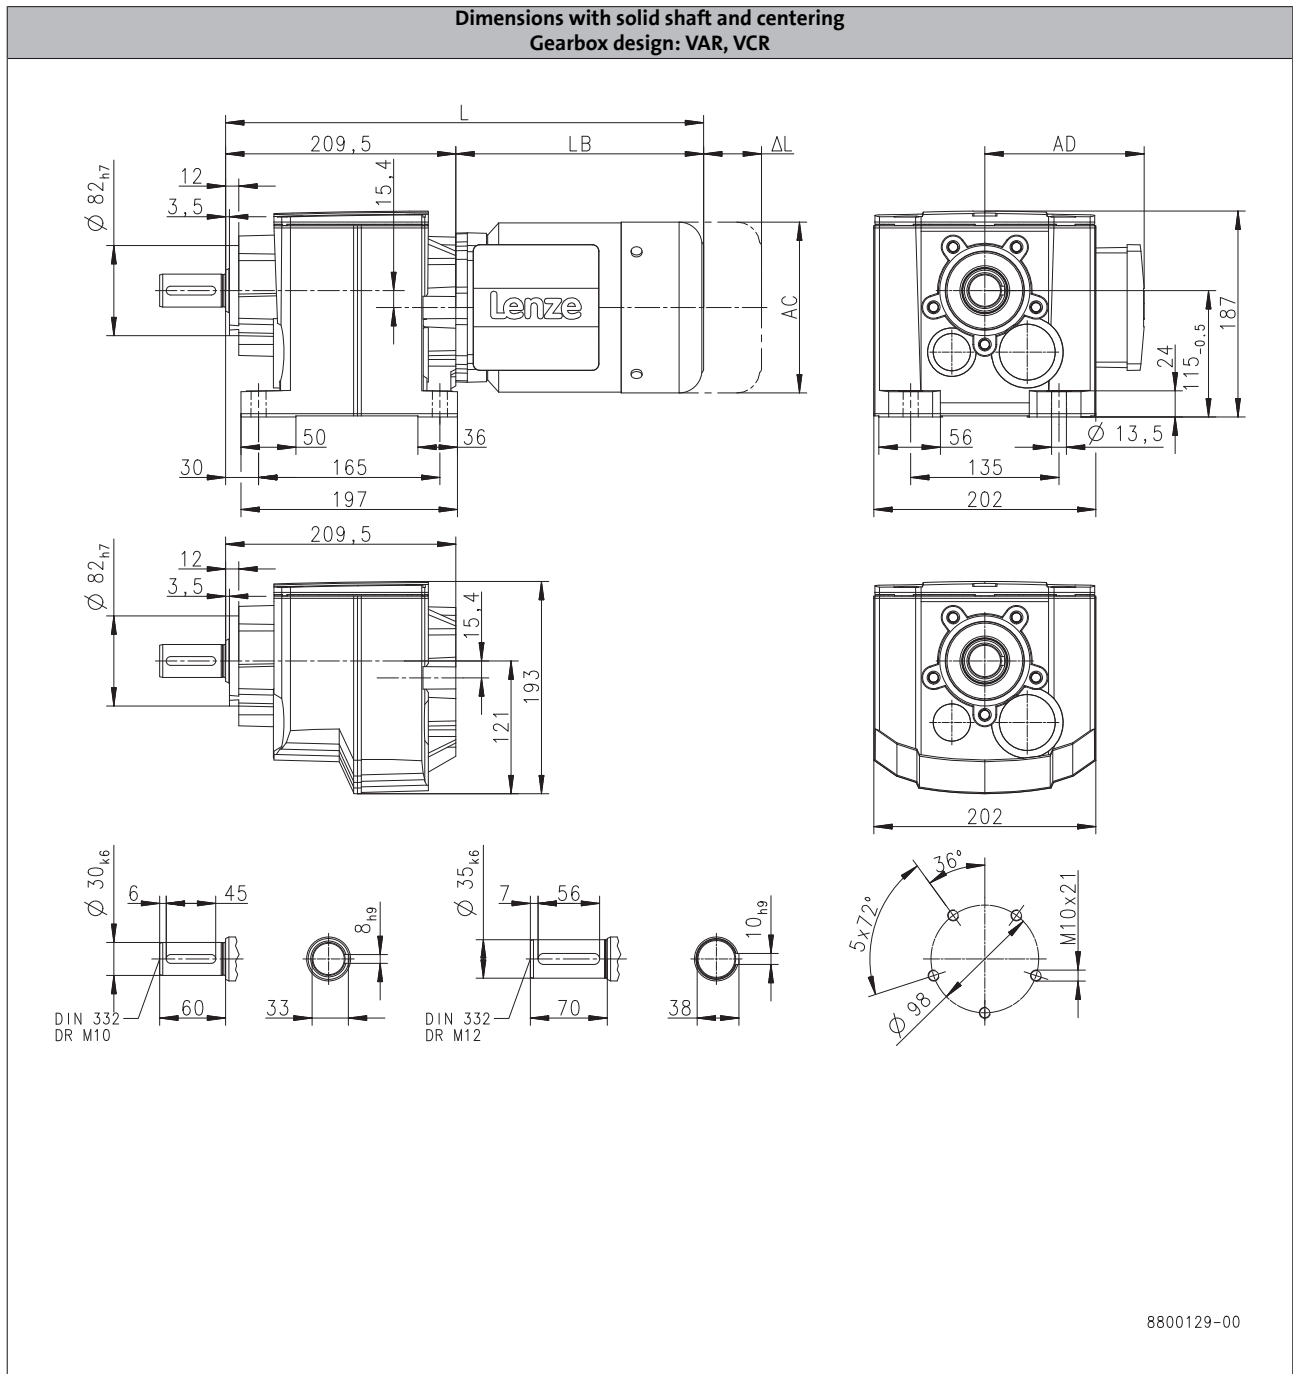 Dimensions with solid shaft and centering
Gearbox design: VAR, VCR
L
209,5
LB
ΔL
AD
12
3,5
Ø 82h7
15,4
Lenze
AC
187
115-0.5
24
50
36
56
Ø 13,5
30
165
135
197
202
209,5
12
3,5
Ø 82h7
15,4
193
121
202
Ø 30k6
6
45
8h9
60
33
DIN 332
DR M10
Ø 35k6
7
56
10h9
70
38
DIN 332
DR M12
36°
5x72°
M10x21
Ø 98
8800129-00